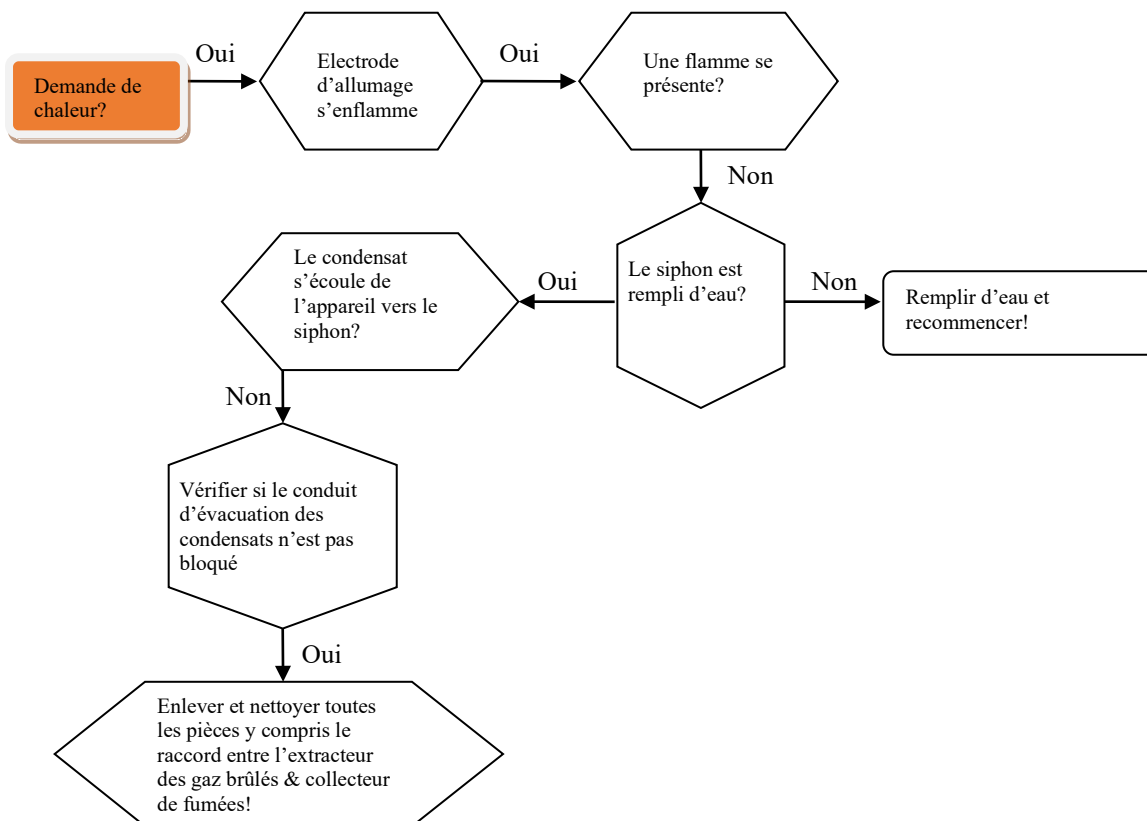 Demande de
chaleur?
Oui
Electrode
d’allumage
s’enflamme
Oui
Une flamme se
présente?
Non
Le siphon est
rempli d’eau?
Non
Remplir d’eau et
recommencer!
Oui
Le condensat
s’écoule de
l’appareil vers le
siphon?
Non
Vérifier si le conduit
d’évacuation des
condensats n’est pas
bloqué
Oui
Enlever et nettoyer toutes
les pièces y compris le
raccord entre l’extracteur
des gaz brûlés & collecteur
de fumées!